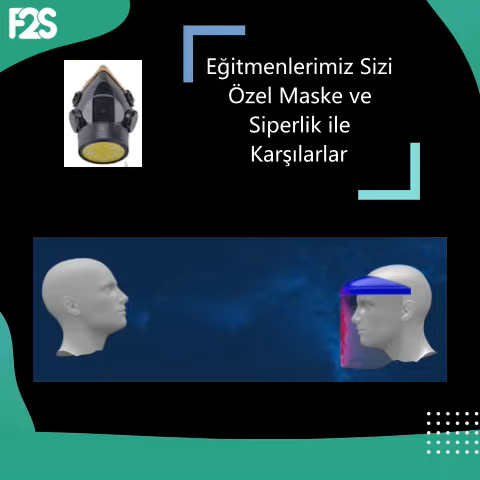 F2S
Eğitmenlerimiz Sizi
Özel Maske ve
Siperlik ile
Karşılarlar